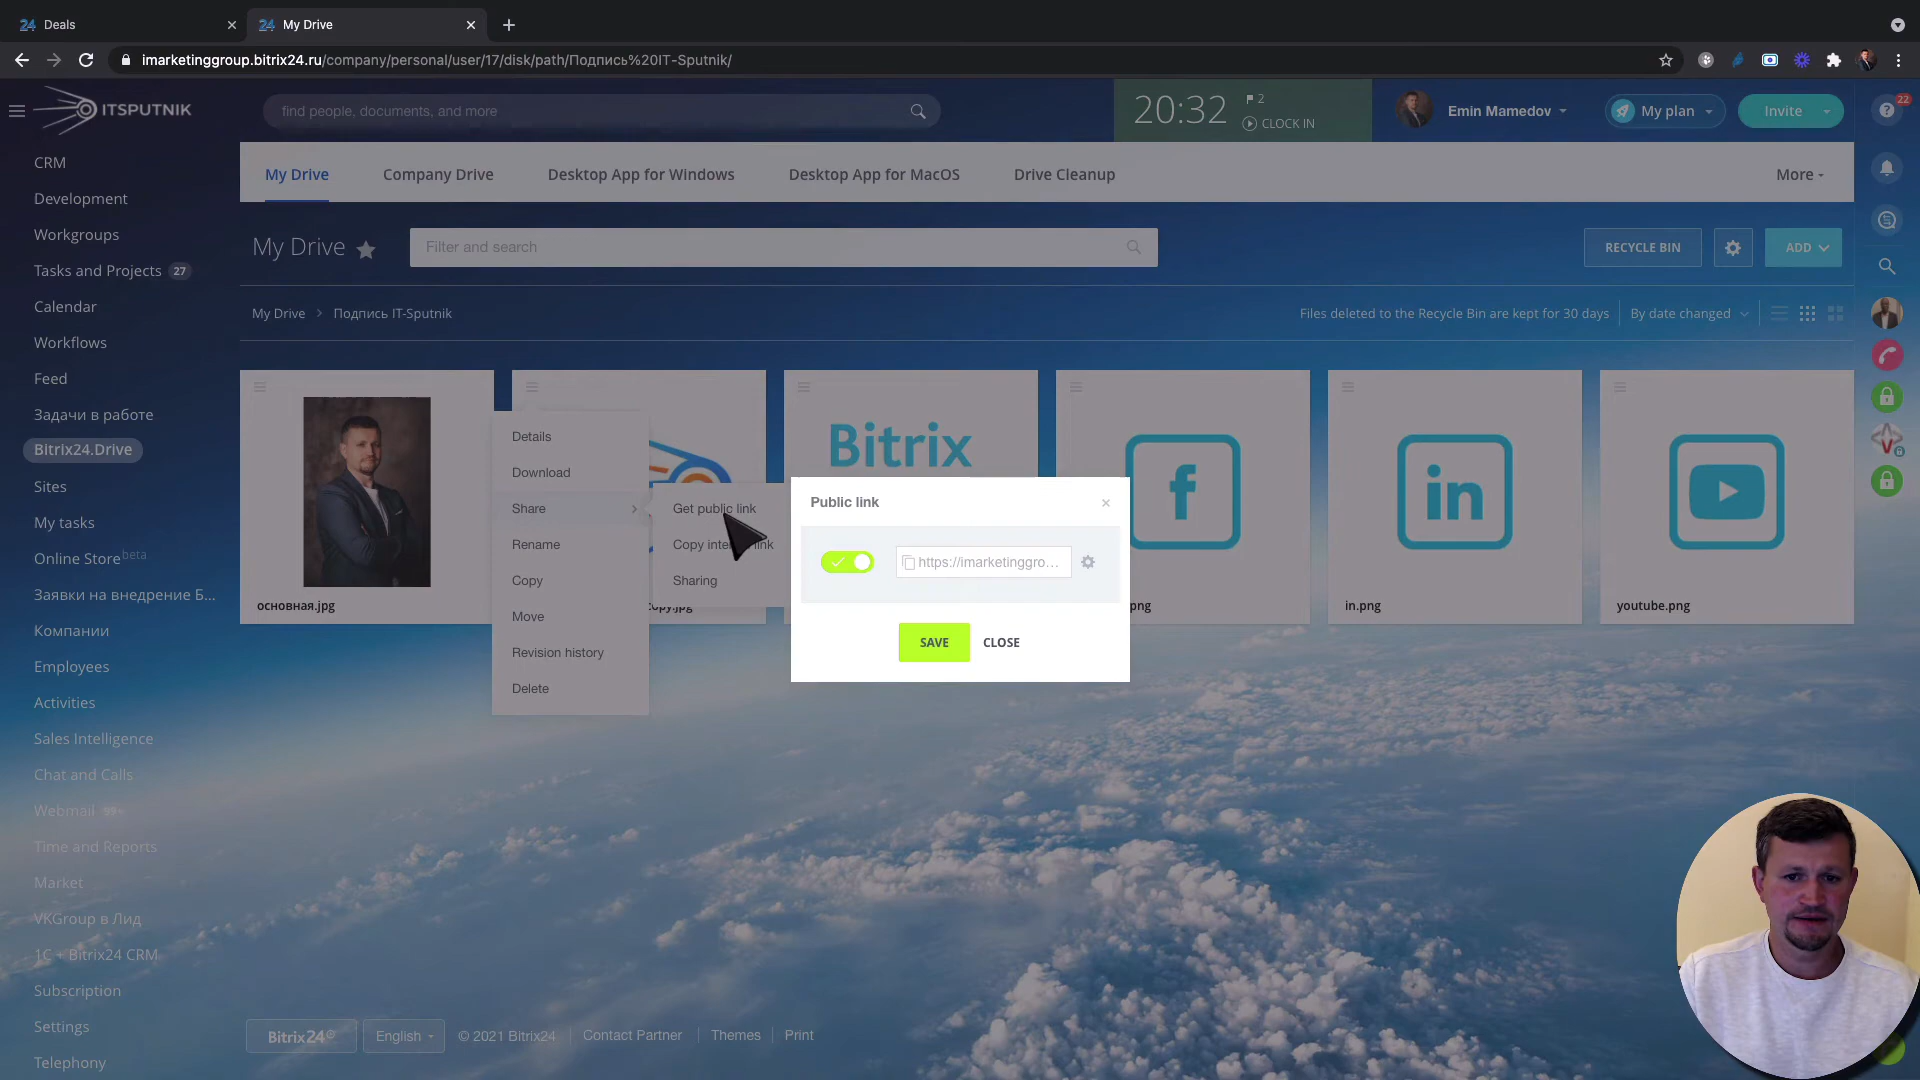 Deals
My Drive
imarketinggroup.bitrix24.ru/company/personal/user/17/disk/path/Подпись%20IT-Sputnik/
ITSPUTNIK
find people, documents, and more
20:32
2
CLOCK IN
Emin Mamedov
My plan
Invite
22
CRM
Development
Workgroups
Tasks and Projects 27
Calendar
Workflows
Feed
Задачи в работе
Bitrix24.Drive
Sites
My tasks
Online Store beta
Заявки на внедрение Б...
Компании
Employees
Activities
Sales Intelligence
Chat and Calls
Webmail 99+
Time and Reports
Market
VKGroup в Лид
1C + Bitrix24 CRM
Subscription
Settings
Telephony
My Drive
Company Drive
Desktop App for Windows
Desktop App for MacOS
Drive Cleanup
More
My Drive
Filter and search
RECYCLE BIN
ADD
My Drive > Подпись IT-Sputnik
Files deleted to the Recycle Bin are kept for 30 days
By date changed
основная.jpg
Details
Download
Share
Rename
Copy
Move
Revision history
Delete
Get public link
Copy link
Sharing
copy.jpg
Bitrix
f
png
in
in.png
youtube.png
Public link
https://imarketinggro...
SAVE
CLOSE
Bitrix24
English
© 2021 Bitrix24
Contact Partner
Themes
Print